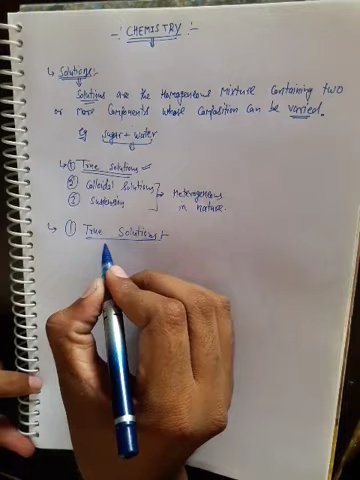 -: CHEMISTRY :-
↳ Solutions:-
Solutions are the Homogeneous Mixture Containing two
or more Components whose Composition can be varried.
Eg Sugar + water
↳ ① True Solutions
② Colloidal Solutions
③ Suspension
Heterogeneous
in nature.
↳ ① True Solutions:-